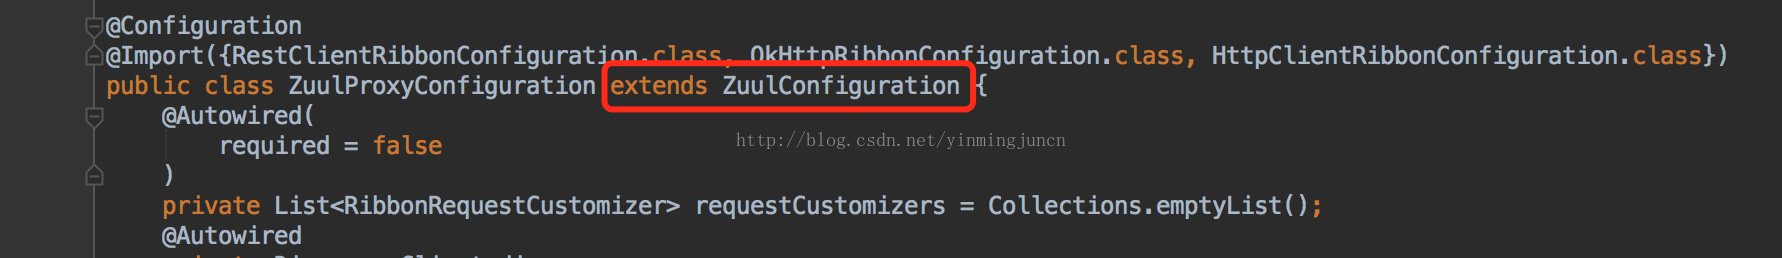 @Configuration
@Import({RestClientRibbonConfiguration.class, OkHttpRibbonConfiguration.class, HttpClientRibbonConfiguration.class})
public class ZuulProxyConfiguration extends ZuulConfiguration {
@Autowired(
required = false
http://blog.csdn.net/yinmingjuncn
)
private List<RibbonRequestCustomizer> requestCustomizers = Collections.emptyList();
@Autowired